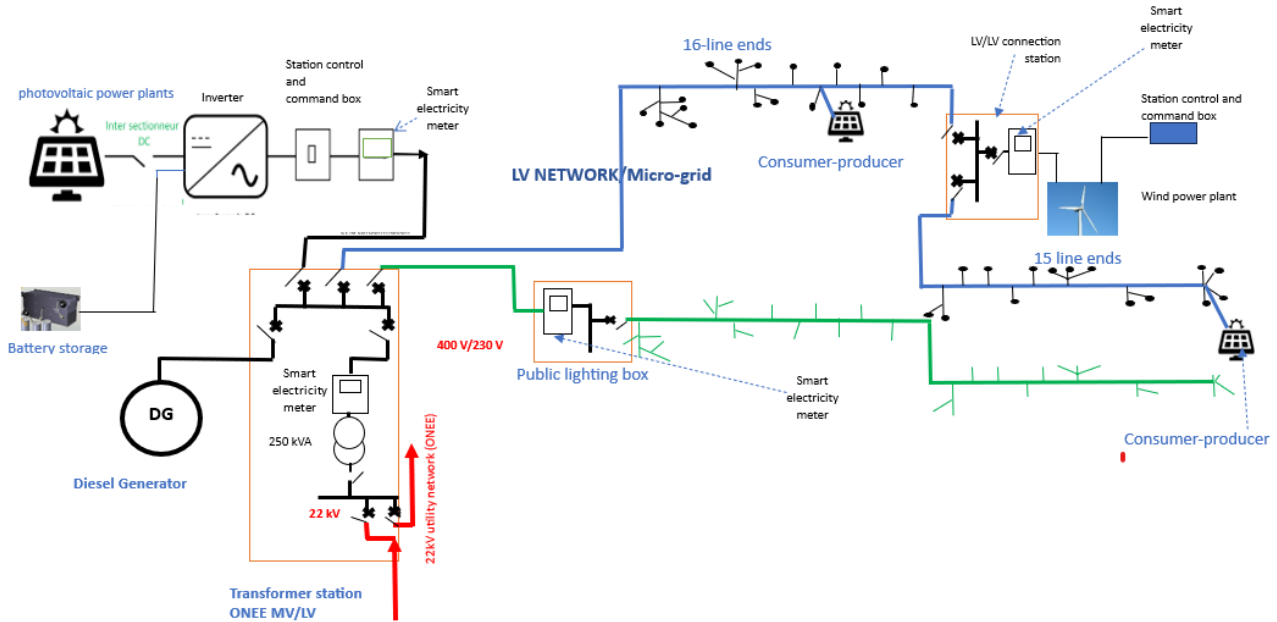 16-line ends
LV/LV connection
station
Smart
electricity
meter
Station control
and
command box
Smart
electricity
meter
photovoltaic power plants
Inverter
Inter sectionneur
DC
Station control and
command box
Consumer-producer
LV NETWORK/Micro-grid
Wind power plant
15 line ends
Battery storage
400 V/230 V
Public lighting box
Smart
electricity
meter
Smart
electricity
meter
DG
250 kVA
Consumer-producer
Diesel Generator
22 kV
22kV utility network (ONEE)
Transformer station
ONEE MV/LV